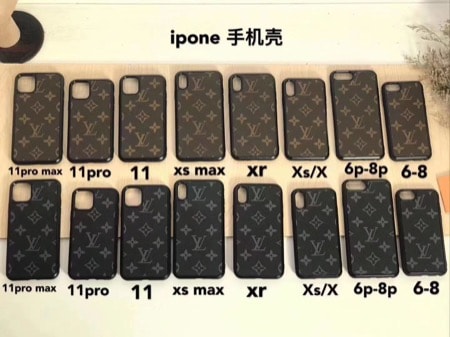 ipone 手机壳
11pro max 11pro 11 xs max xr Xs/X 6p-8p 6-8
11pro max 11pro 11 xs max xr Xs/X 6p-8p 6-8